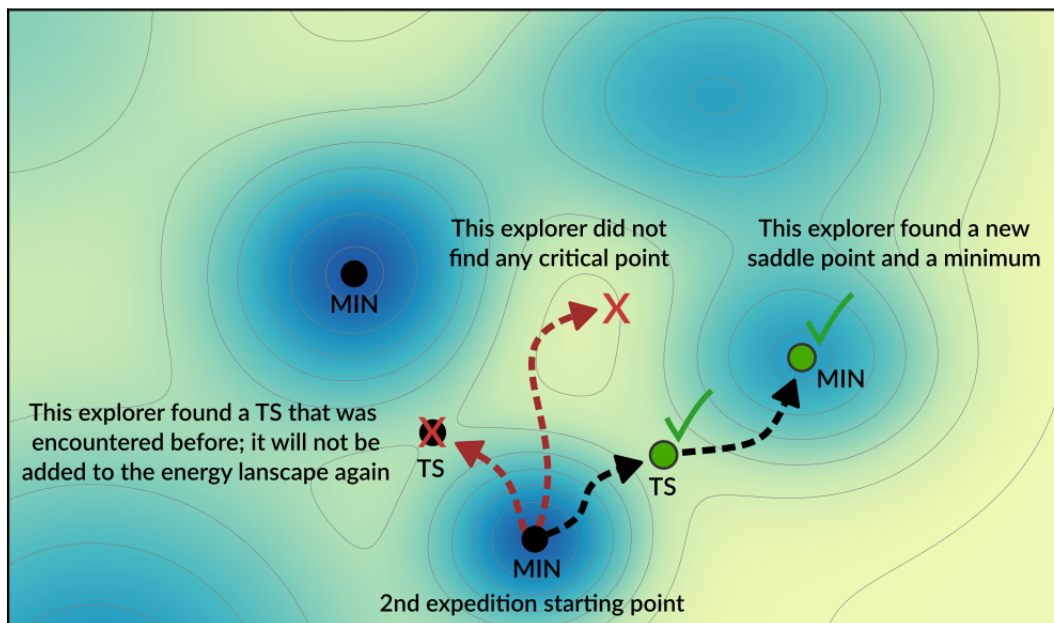 This explorer did not
find any critical point
This explorer found a new
saddle point and a minimum
MIN
X
MIN
This explorer found a TS that was
encountered before; it will not be
added to the energy lanscape again
X
TS
TS
MIN
2nd expedition starting point